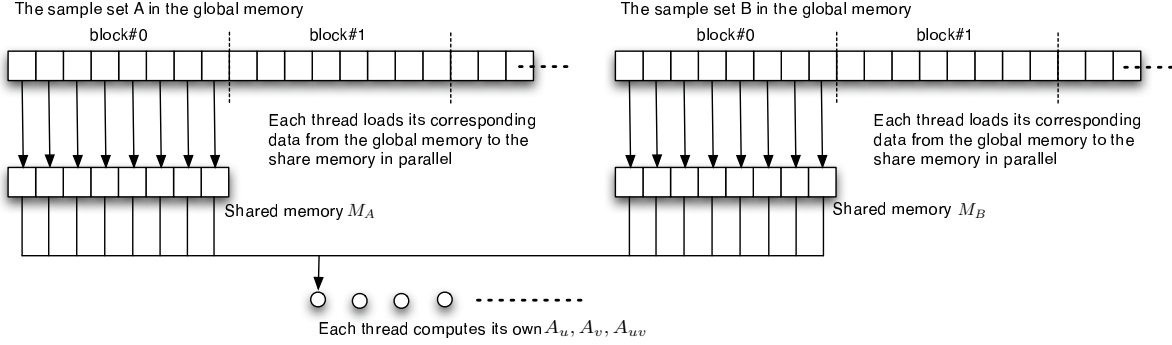 The sample set A in the global memory
The sample set B in the global memory
block#0
block#1
block#0
block#1
Each thread loads its corresponding
data from the global memory to the
share memory in parallel
Each thread loads its corresponding
data from the global memory to the
share memory in parallel
Shared memory M_A
Shared memory M_B
Each thread computes its own A_u, A_v, A_uv